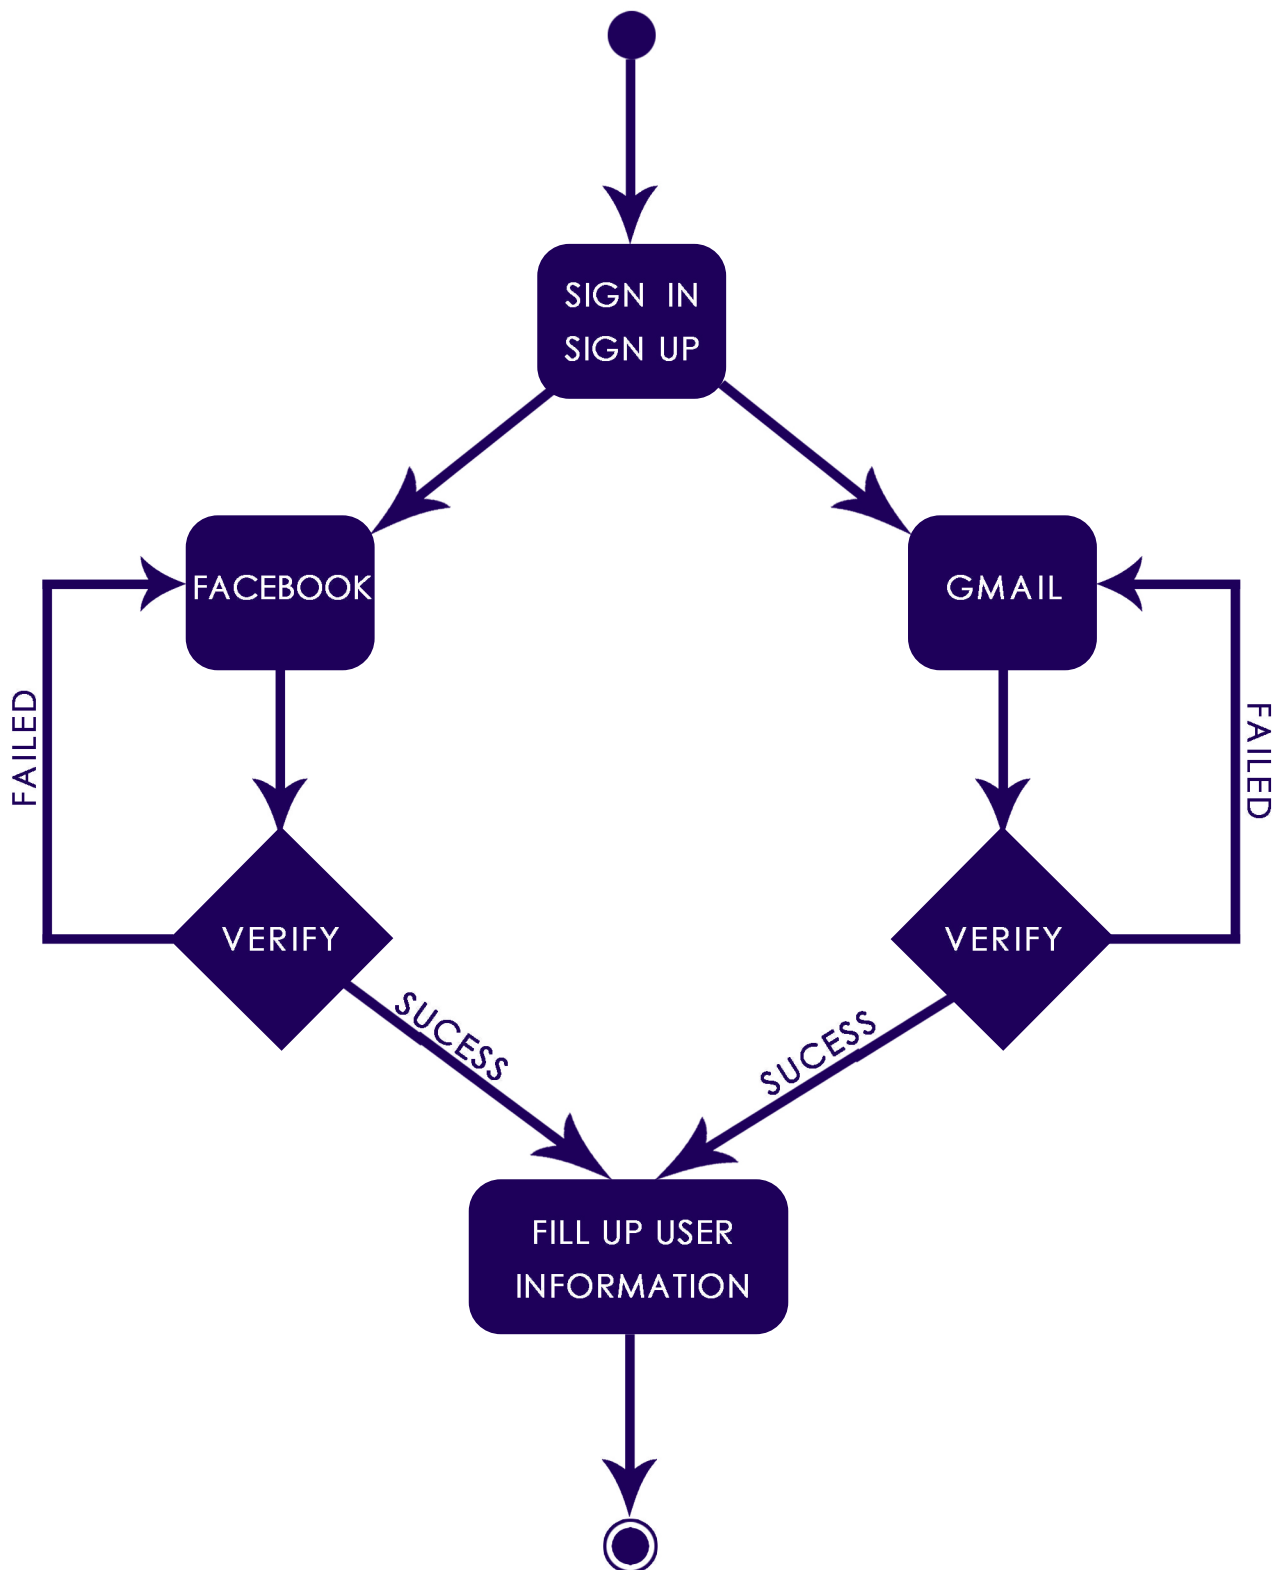 SIGN IN
SIGN UP
FACEBOOK
GMAIL
FAILED
FAILED
VERIFY
VERIFY
SUCESS
SUCESS
FILL UP USER
INFORMATION